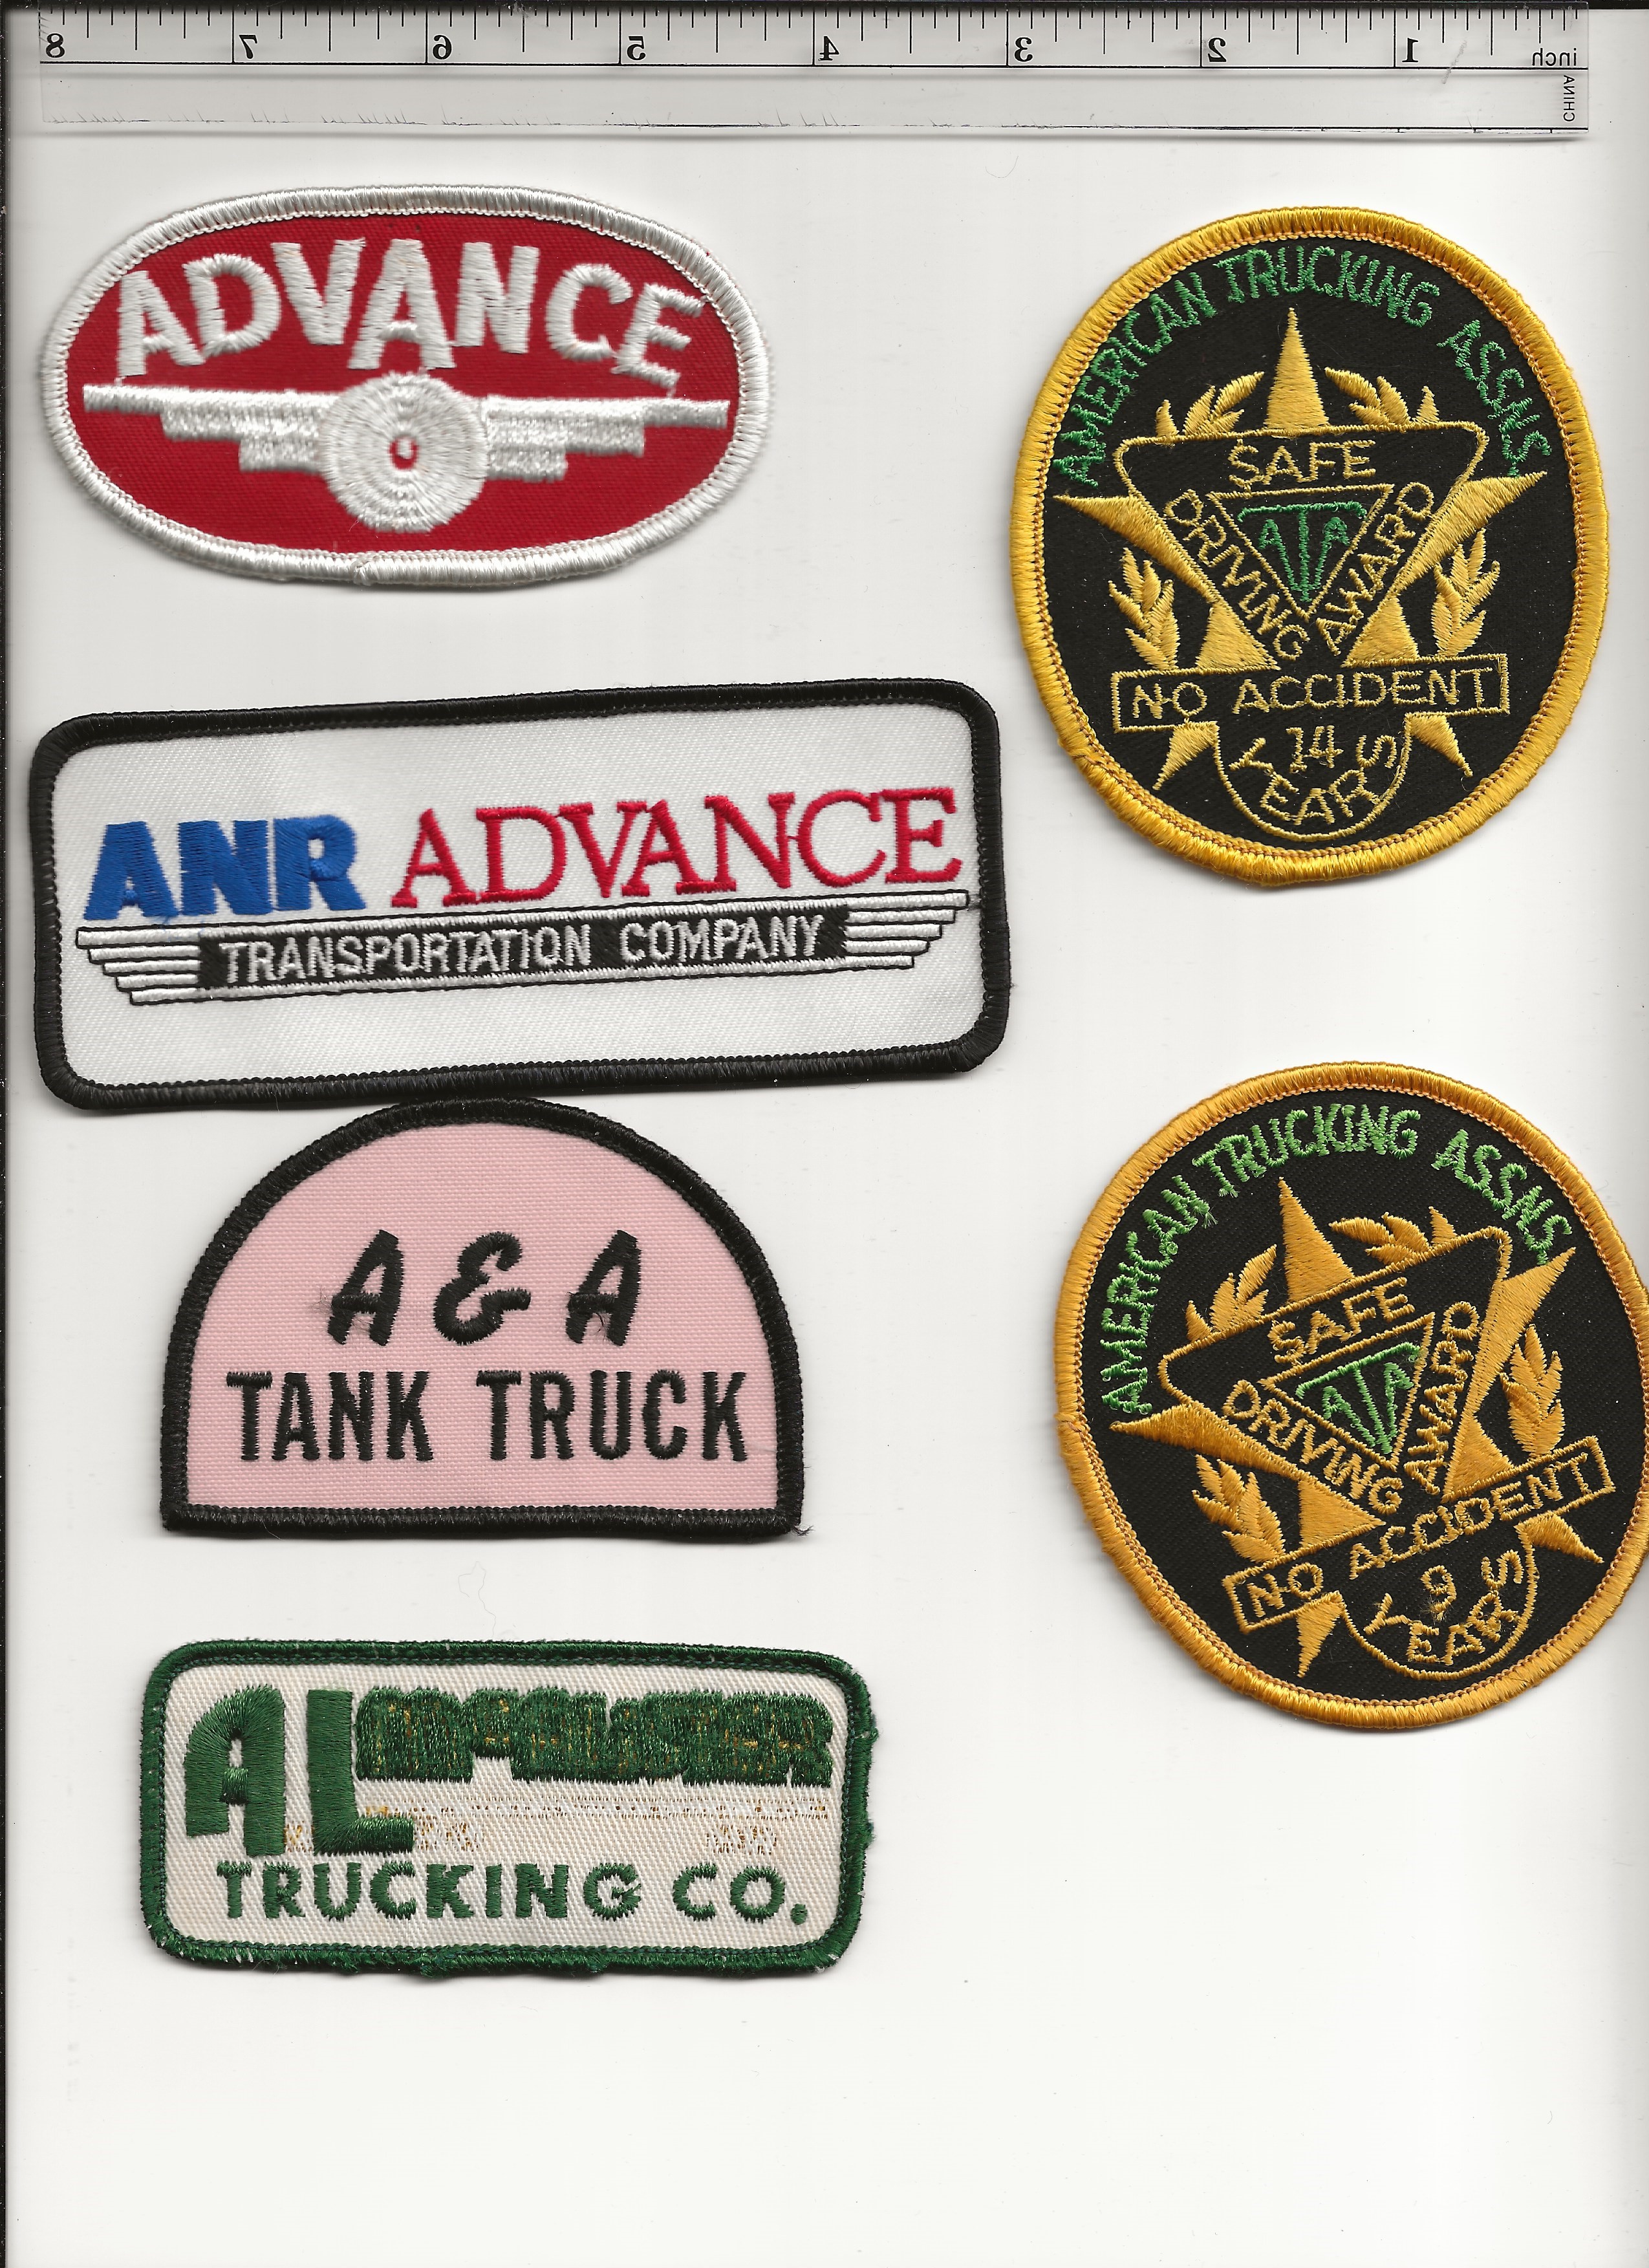 8 7 6 5 4 3 2 1 inch
CHINA
ADVANCE
AMERICAN TRUCKING ASSNS.
SAFE
DRIVING AWARD
ATA
NO ACCIDENT
14
YEARS
ANR ADVANCE
TRANSPORTATION COMPANY
AMERICAN TRUCKING ASSNS.
SAFE
DRIVING AWARD
ATA
NO ACCIDENT
9
YEARS
A & A
TANK TRUCK
AL
TRUCKING CO.